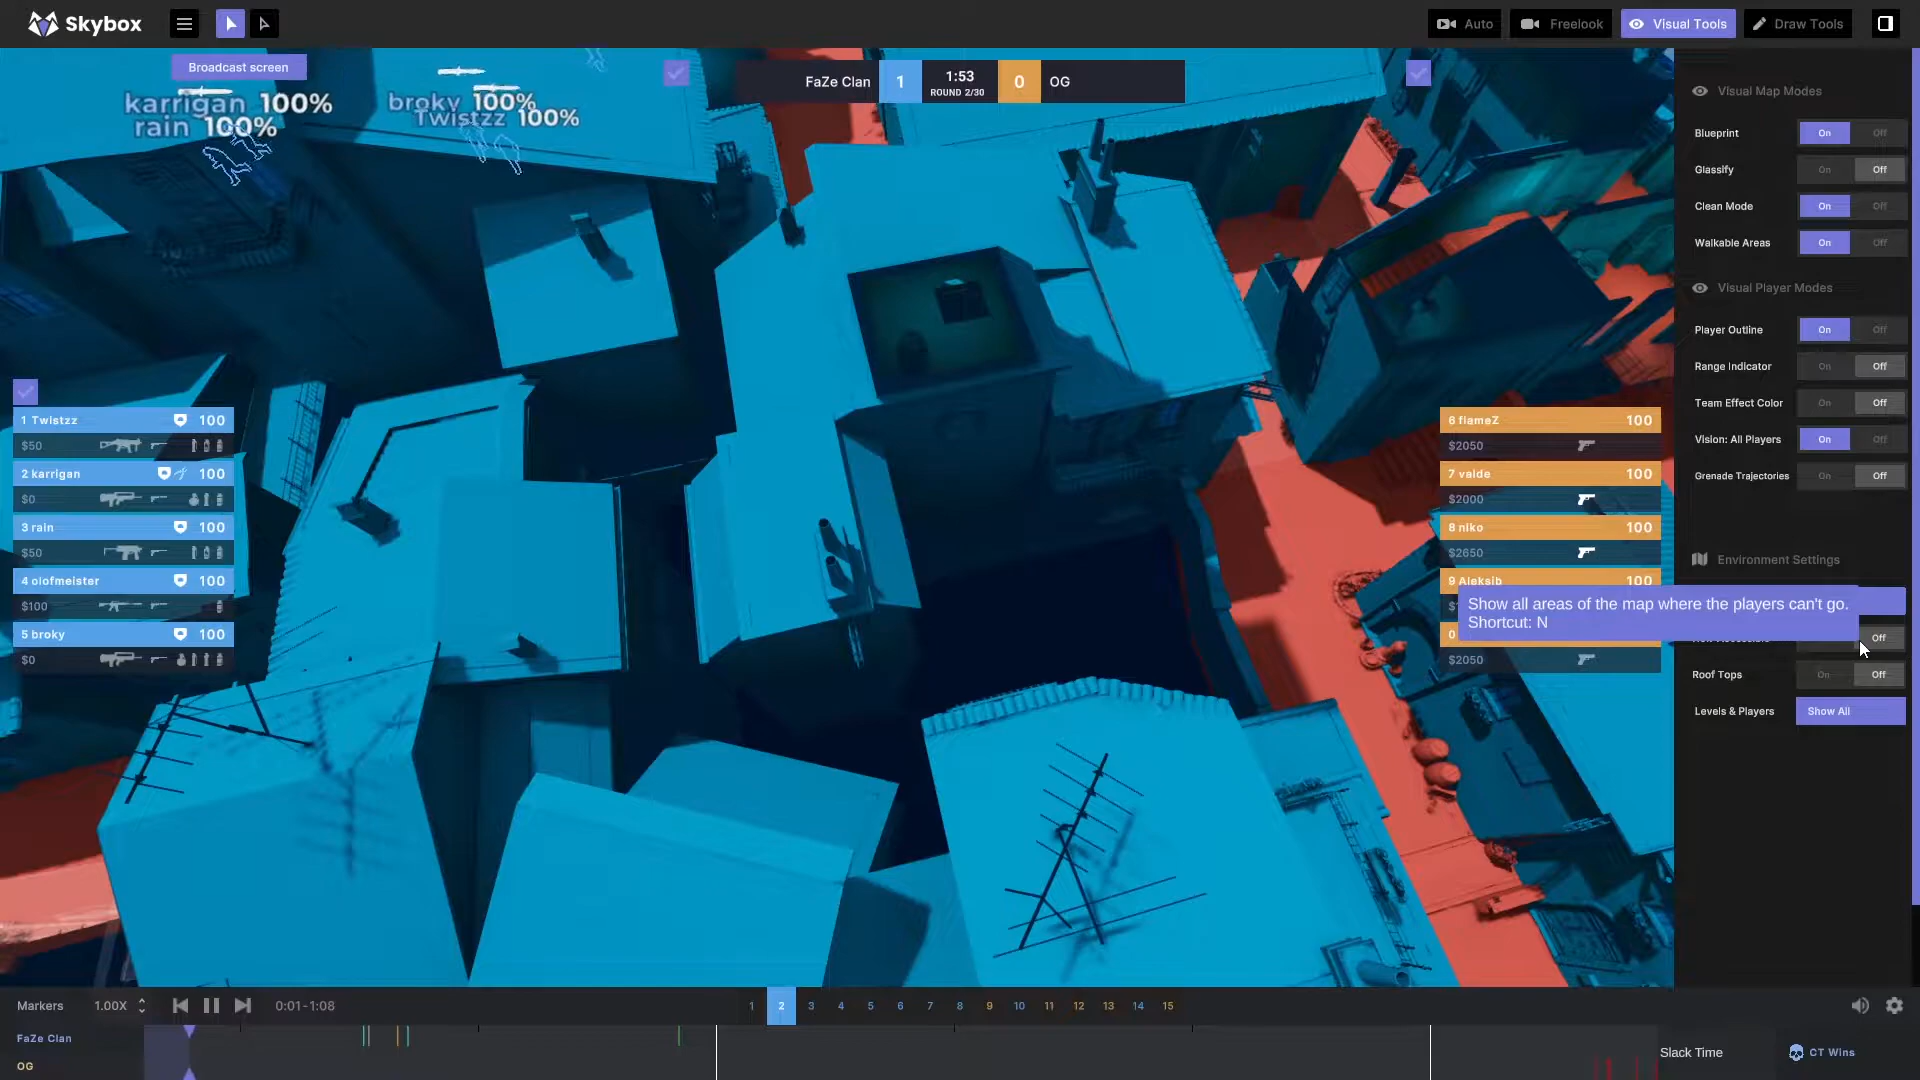 Skybox
Auto
Freelook
Visual Tools
Draw Tools
Broadcast screen
karrigan 100%
rain 100%
broky 100%
Twistzz 100%
FaZe Clan 1
1:53
ROUND 2/30
0 OG
Visual Map Modes
Blueprint On Off
Glassify On Off
Clean Mode On Off
Walkable Areas On Off
Visual Player Modes
Player Outline On Off
Range Indicator On Off
Team Effect Color On Off
Vision: All Players On Off
Grenade Trajectories On Off
Environment Settings
Show all areas of the map where the players can't go.
Shortcut: N
Off
Roof Tops On Off
Levels & Players Show All
1 Twistzz 100
$50
2 karrigan 100
$0
3 rain 100
$50
4 olofmeister 100
$100
5 broky 100
$0
6 flameZ 100
$2050
7 valde 100
$2000
8 niko 100
$2650
9 Aleksib 100
0
$2050
Markers 1.00X 0:01 - 1:08
1 2 3 4 5 6 7 8 9 10 11 12 13 14 15
FaZe Clan
OG
Slack Time
CT Wins